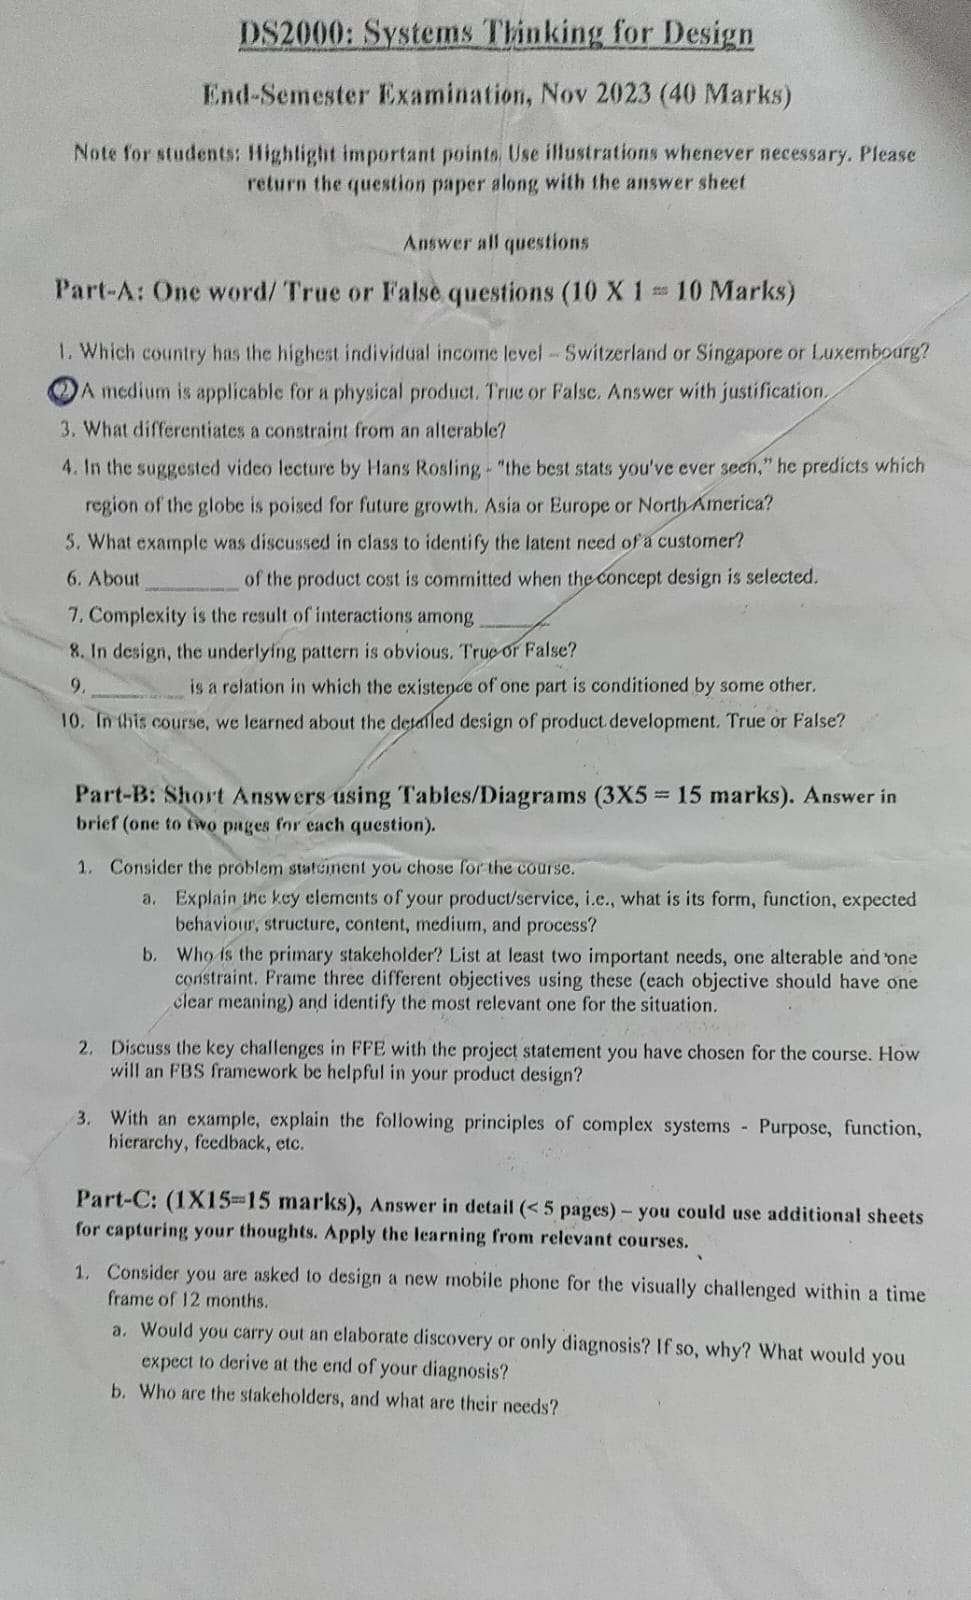 DS2000: Systems Thinking for Design
End-Semester Examination, Nov 2023 (40 Marks)
Note for students: Highlight important points. Use illustrations whenever necessary. Please
return the question paper along with the answer sheet
Answer all questions
Part-A: One word/ True or False questions (10 X 1 = 10 Marks)
1. Which country has the highest individual income level – Switzerland or Singapore or Luxembourg?
2. A medium is applicable for a physical product. True or False. Answer with justification.
3. What differentiates a constraint from an alterable?
4. In the suggested video lecture by Hans Rosling - "the best stats you've ever seen," he predicts which
region of the globe is poised for future growth. Asia or Europe or North America?
5. What example was discussed in class to identify the latent need of a customer?
6. About ________ of the product cost is committed when the concept design is selected.
7. Complexity is the result of interactions among ______
8. In design, the underlying pattern is obvious. True or False?
9. ________ is a relation in which the existence of one part is conditioned by some other.
10. In this course, we learned about the detailed design of product development. True or False?
Part-B: Short Answers using Tables/Diagrams (3X5 = 15 marks). Answer in
brief (one to two pages for each question).
1. Consider the problem statement you chose for the course.
a. Explain the key elements of your product/service, i.e., what is its form, function, expected
behaviour, structure, content, medium, and process?
b. Who is the primary stakeholder? List at least two important needs, one alterable and one
constraint. Frame three different objectives using these (each objective should have one
clear meaning) and identify the most relevant one for the situation.
2. Discuss the key challenges in FFE with the project statement you have chosen for the course. How
will an FBS framework be helpful in your product design?
3. With an example, explain the following principles of complex systems - Purpose, function,
hierarchy, feedback, etc.
Part-C: (1X15=15 marks), Answer in detail (< 5 pages) – you could use additional sheets
for capturing your thoughts. Apply the learning from relevant courses.
1. Consider you are asked to design a new mobile phone for the visually challenged within a time
frame of 12 months.
a. Would you carry out an elaborate discovery or only diagnosis? If so, why? What would you
expect to derive at the end of your diagnosis?
b. Who are the stakeholders, and what are their needs?